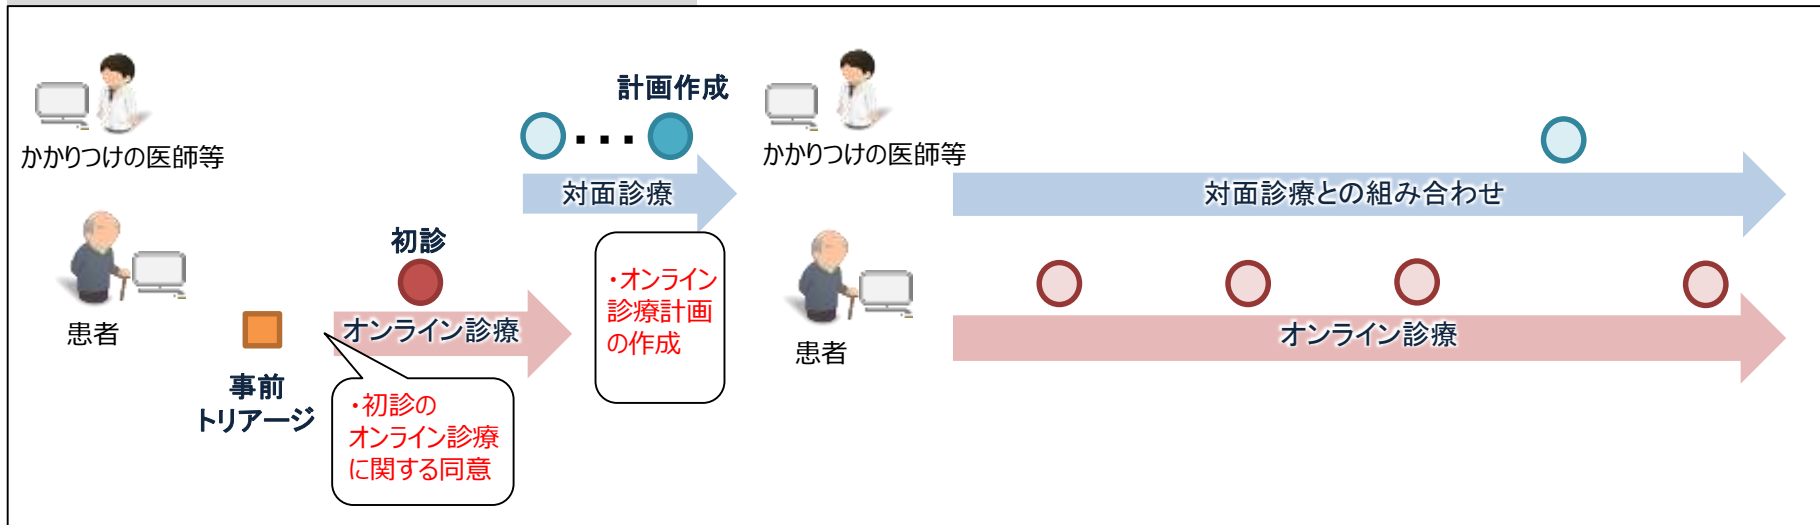 かかりつけの医師等
患者
事前
トリアージ
初診
オンライン診療
・初診の
オンライン診療
に関する同意
計画作成
対面診療
・オンライン
診療計画
の作成
かかりつけの医師等
患者
対面診療との組み合わせ
オンライン診療